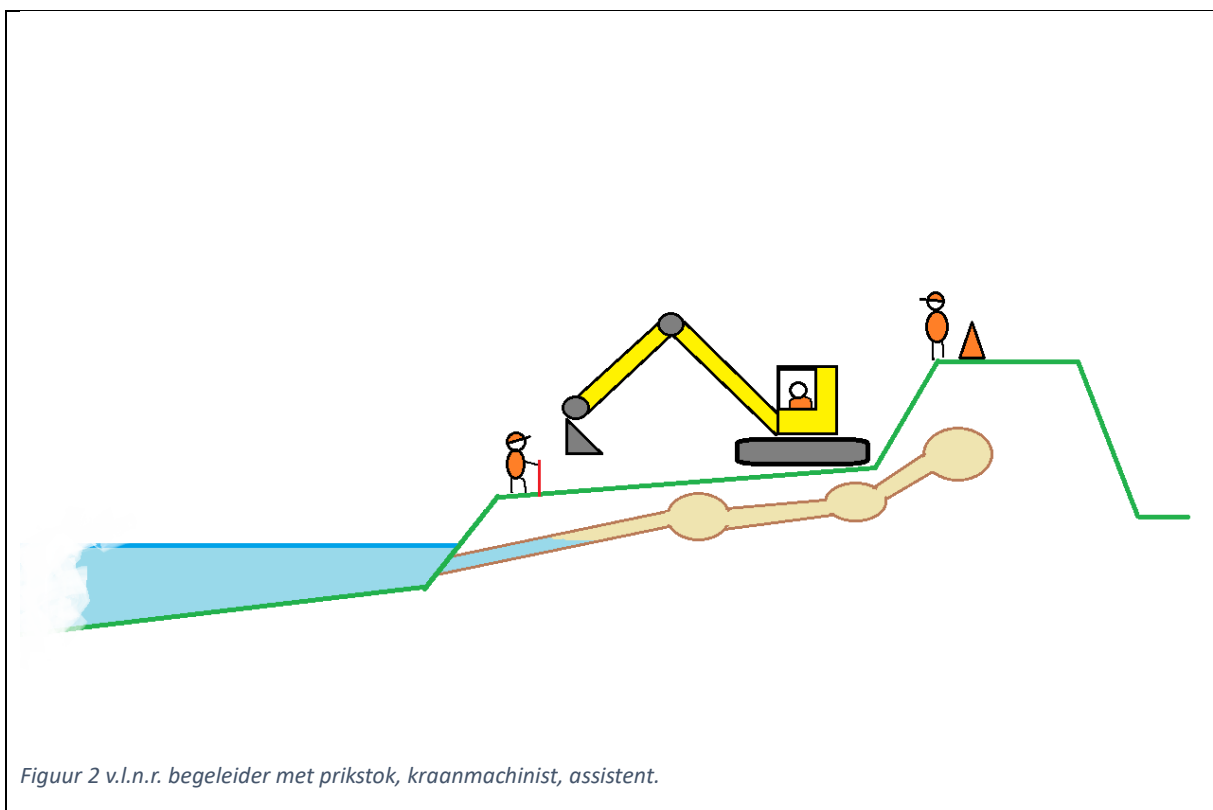 Figuur 2 v.l.n.r. begeleider met prikstok, kraanmachinist, assistent.